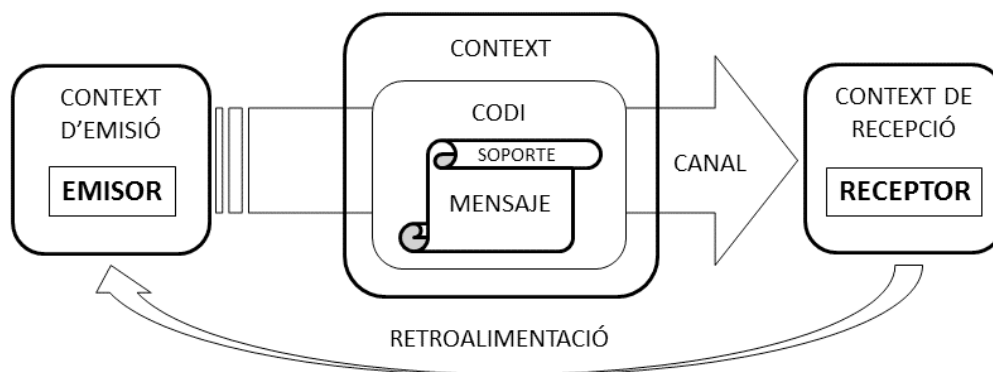 CONTEXT
D'EMISIÓ
EMISOR
CONTEXT
CODI
SOPORTE
MENSAJE
CANAL
CONTEXT DE
RECEPCIÓ
RECEPTOR
RETROALIMENTACIÓ